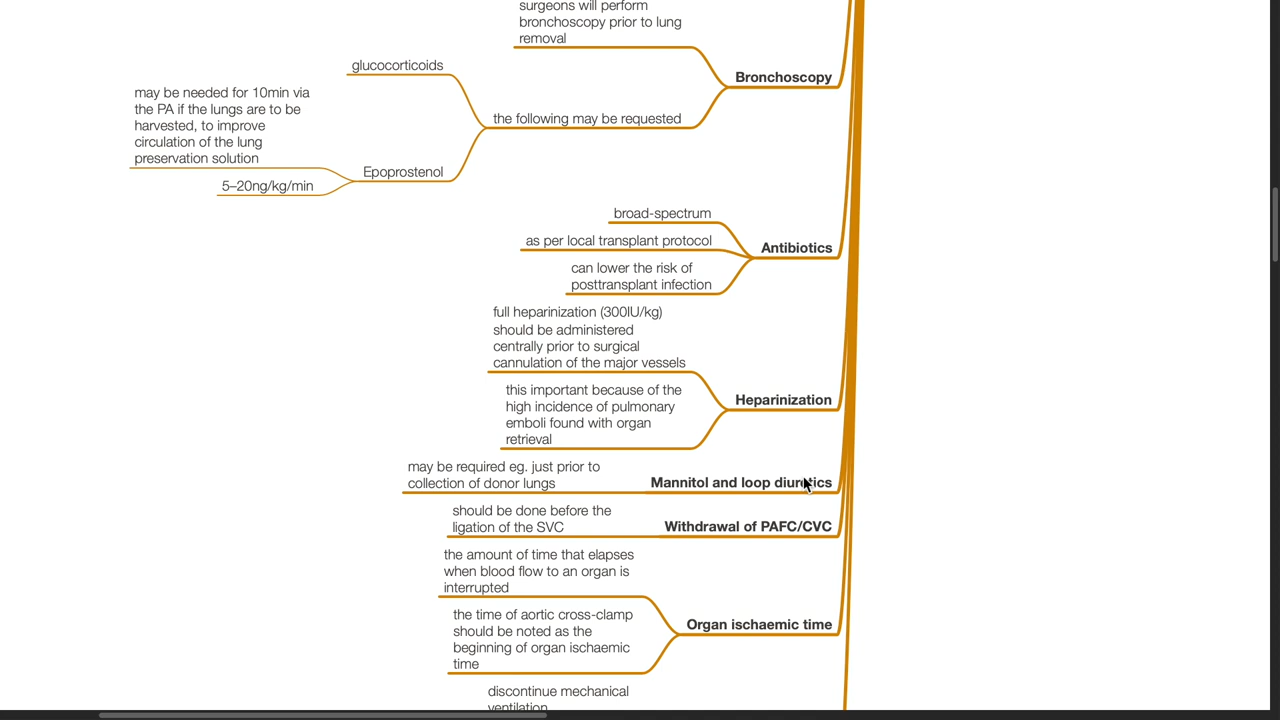 surgeons will perform
bronchoscopy prior to lung
removal
Bronchoscopy
glucocorticoids
the following may be requested
may be needed for 10min via
the PA if the lungs are to be
harvested, to improve
circulation of the lung
preservation solution
Epoprostenol
5–20ng/kg/min
broad-spectrum
as per local transplant protocol
Antibiotics
can lower the risk of
posttransplant infection
full heparinization (300IU/kg)
should be administered
centrally prior to surgical
cannulation of the major vessels
Heparinization
this important because of the
high incidence of pulmonary
emboli found with organ
retrieval
may be required eg. just prior to
collection of donor lungs
Mannitol and loop diuretics
should be done before the
ligation of the SVC
Withdrawal of PAFC/CVC
the amount of time that elapses
when blood flow to an organ is
interrupted
Organ ischaemic time
the time of aortic cross-clamp
should be noted as the
beginning of organ ischaemic
time
discontinue mechanical
ventilation